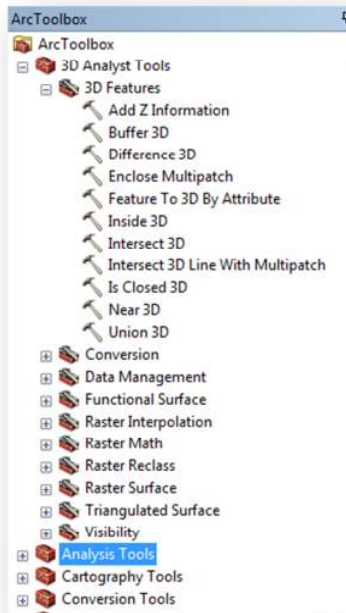 ArcToolbox
ArcToolbox
3D Analyst Tools
3D Features
Add Z Information
Buffer 3D
Difference 3D
Enclose Multipatch
Feature To 3D By Attribute
Inside 3D
Intersect 3D
Intersect 3D Line With Multipatch
Is Closed 3D
Near 3D
Union 3D
Conversion
Data Management
Functional Surface
Raster Interpolation
Raster Math
Raster Reclass
Raster Surface
Triangulated Surface
Visibility
Analysis Tools
Cartography Tools
Conversion Tools